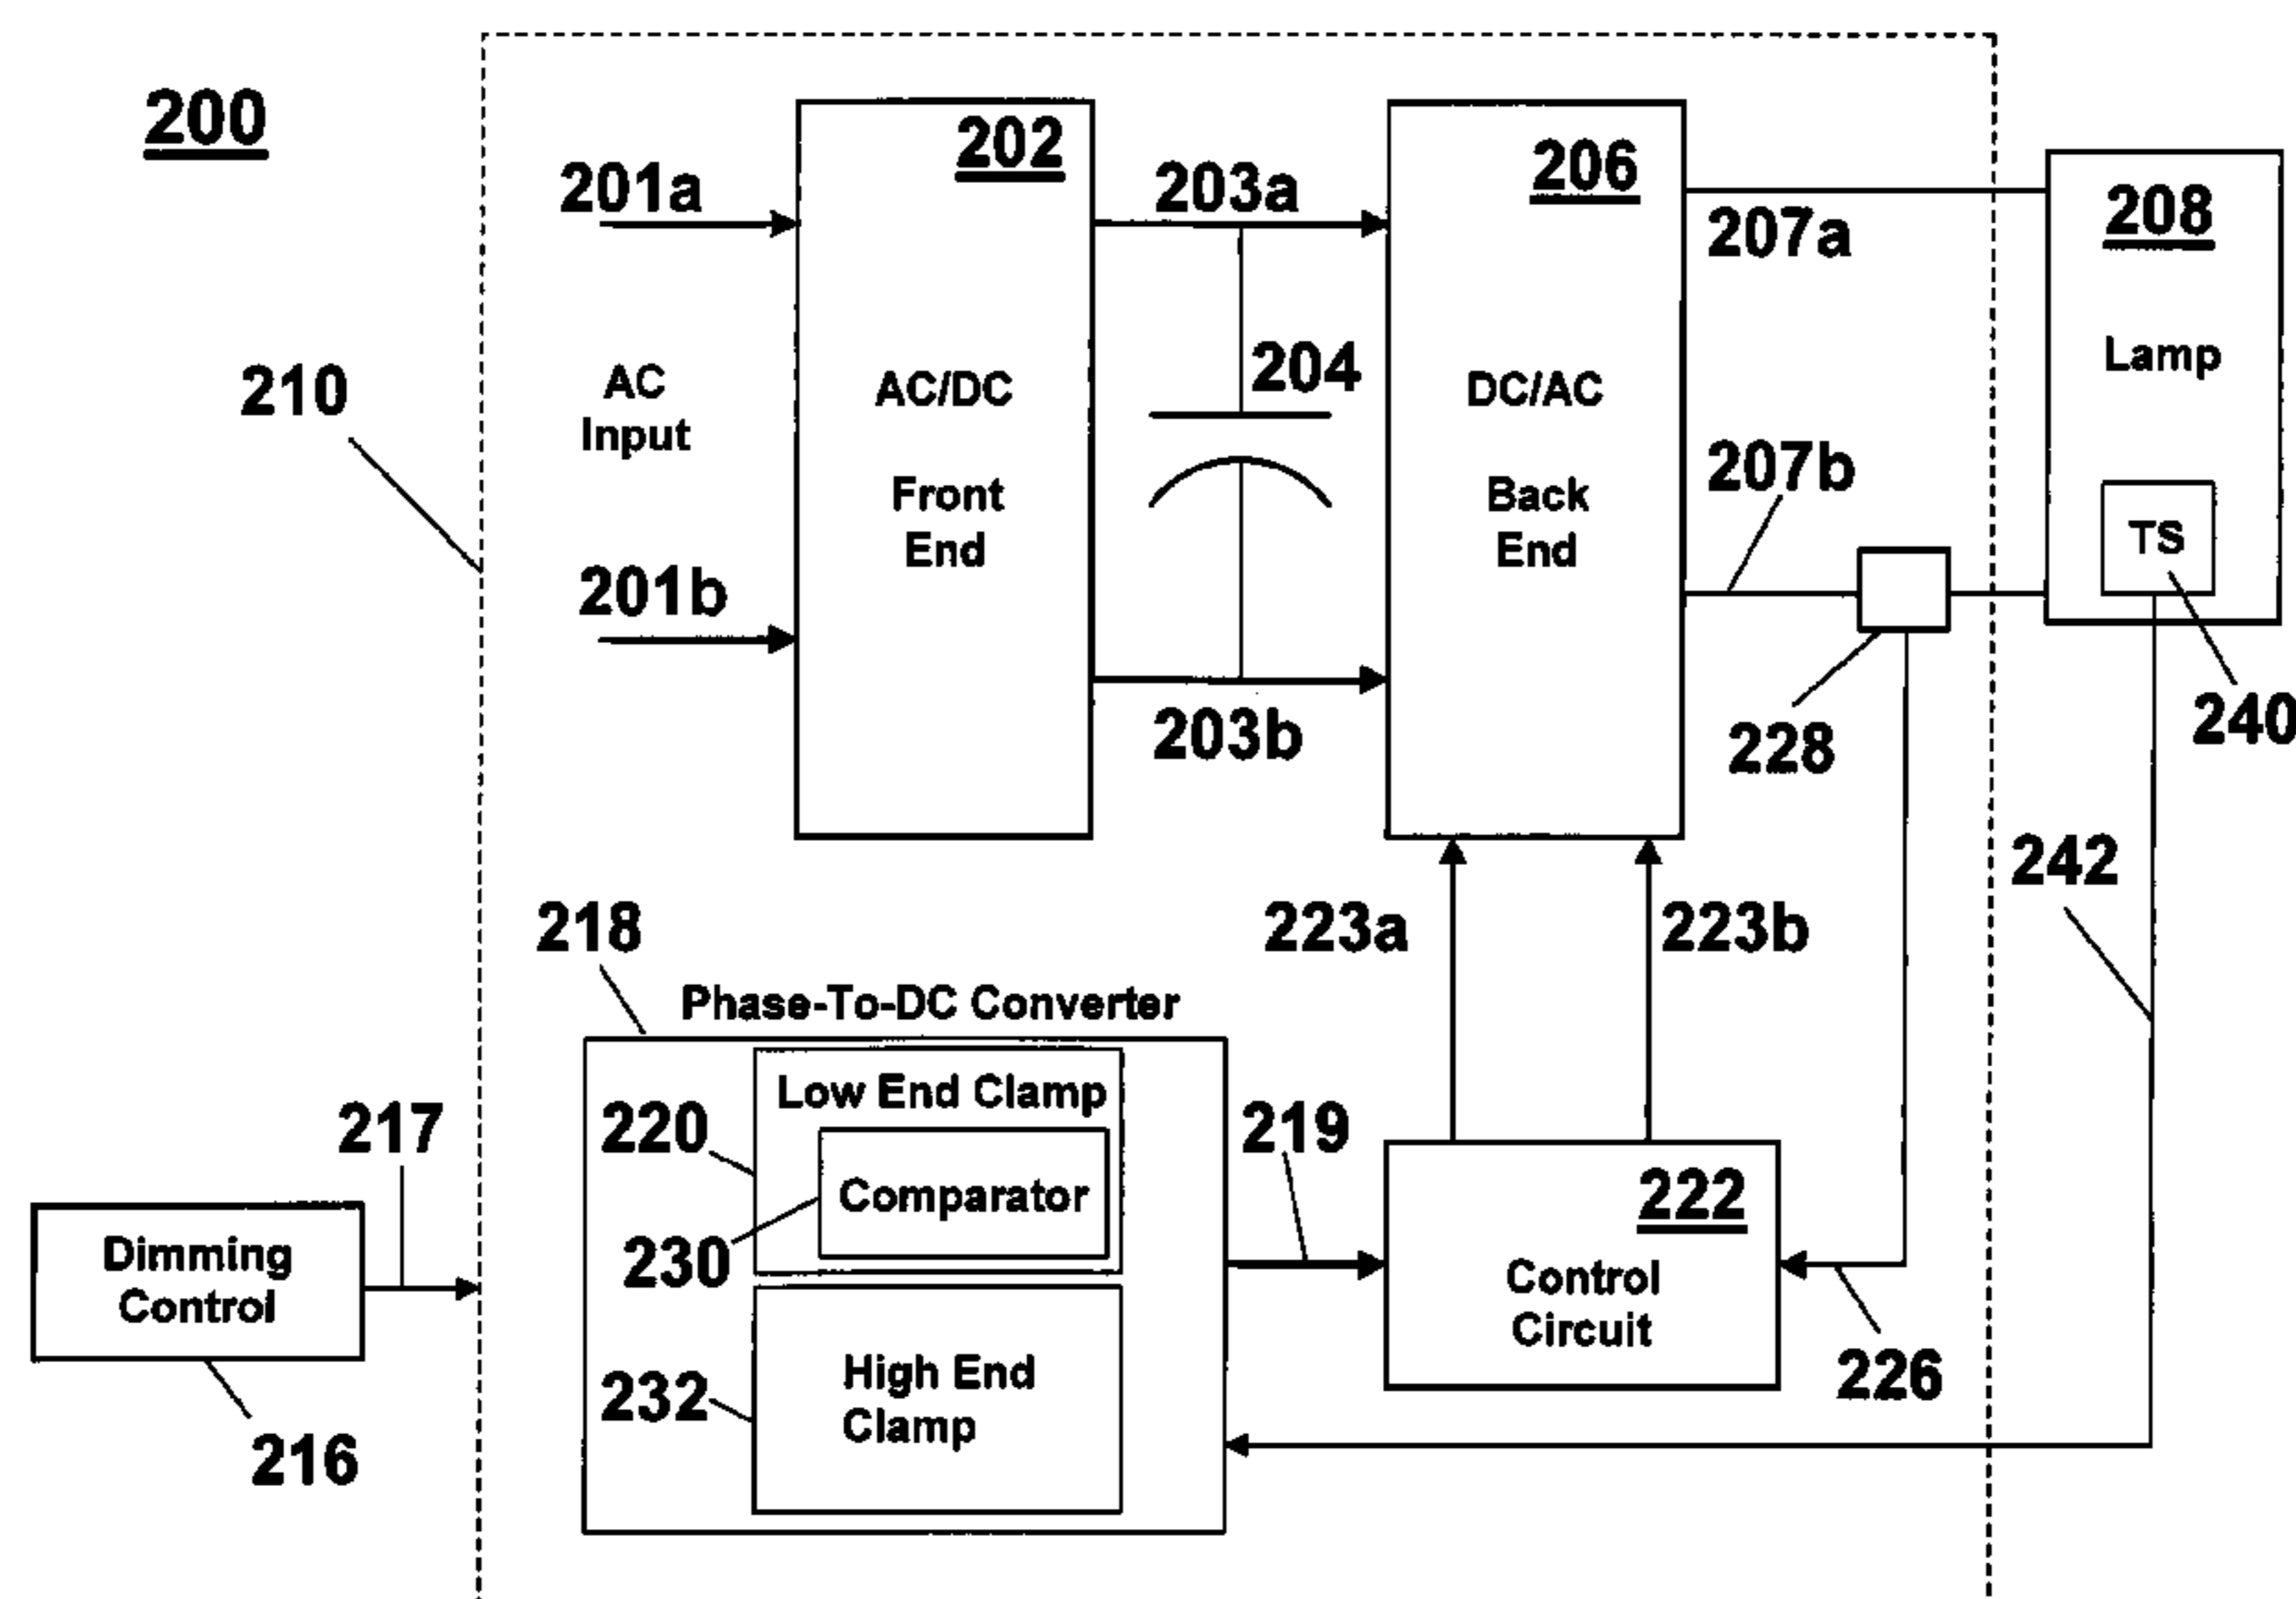 200
202
206
208
201a
203a
207a
Lamp
204
210
AC
Input
AC/DC
Front
End
DC/AC
Back
End
207b
TS
201b
203b
228
240
242
218
223a
223b
Phase-To-DC Converter
Low End Clamp
220
Comparator
230
217
219
222
Control
Circuit
Dimming
Control
216
232
High End
Clamp
226